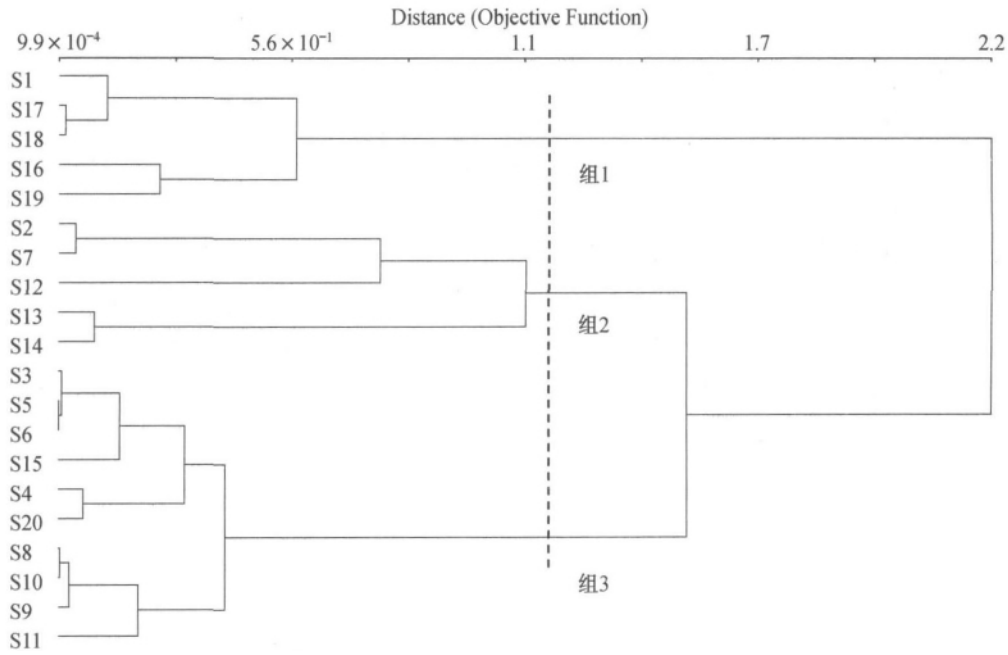 Distance (Objective Function)
9.9×10⁻⁴ 5.6×10⁻¹ 1.1 1.7 2.2
S1
S17
S18
S16
组1
S19
S2
S7
S12
S13
组2
S14
S3
S5
S6
S15
S4
S20
S8
S10
组3
S9
S11